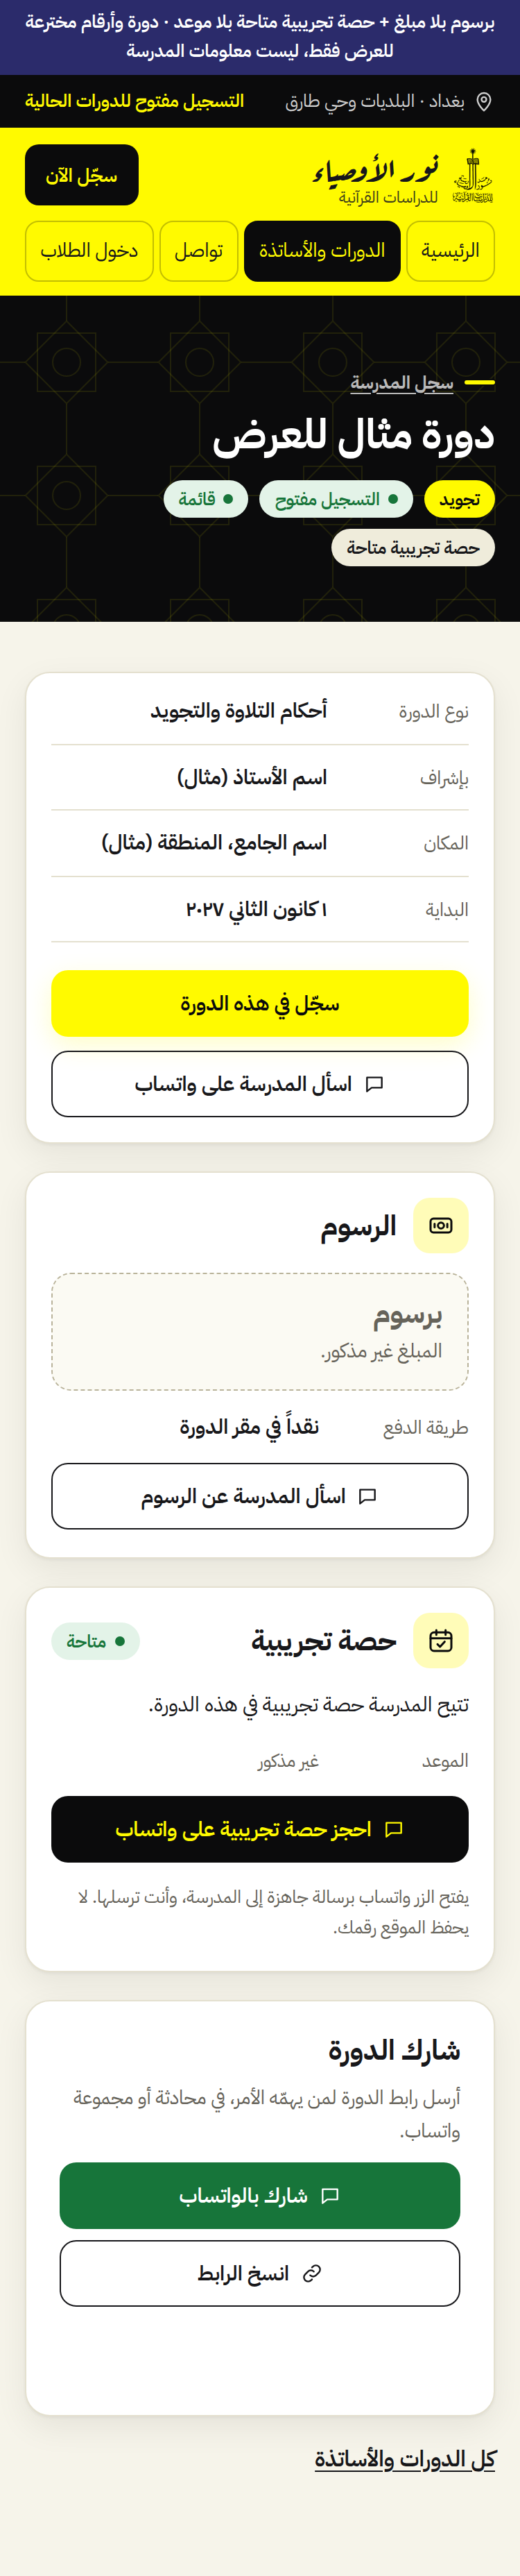 برسوم بلا مبلغ + حصة تجريبية متاحة بلا موعد · دورة وأرقام مخترعة
للعرض فقط، ليست معلومات المدرسة
بغداد · البلديات وحي طارق
التسجيل مفتوح للدورات الحالية
نور الأوصياء
للدراسات القرآنية
سجّل الآن
الرئيسية
الدورات والأساتذة
تواصل
دخول الطلاب
سجل المدرسة
دورة مثال للعرض
تجويد
التسجيل مفتوح
قائمة
حصة تجريبية متاحة
نوع الدورة
أحكام التلاوة والتجويد
بإشراف
اسم الأستاذ (مثال)
المكان
اسم الجامع، المنطقة (مثال)
البداية
١ كانون الثاني ٢٠٢٧
سجّل في هذه الدورة
اسأل المدرسة على واتساب
الرسوم
برسوم
المبلغ غير مذكور.
طريقة الدفع
نقداً في مقر الدورة
اسأل المدرسة عن الرسوم
حصة تجريبية
متاحة
تتيح المدرسة حصة تجريبية في هذه الدورة.
الموعد
غير مذكور
احجز حصة تجريبية على واتساب
يفتح الزر واتساب برسالة جاهزة إلى المدرسة، وأنت ترسلها. لا
يحفظ الموقع رقمك.
شارك الدورة
أرسل رابط الدورة لمن يهمّه الأمر، في محادثة أو مجموعة
واتساب.
شارك بالواتساب
انسخ الرابط
كل الدورات والأساتذة